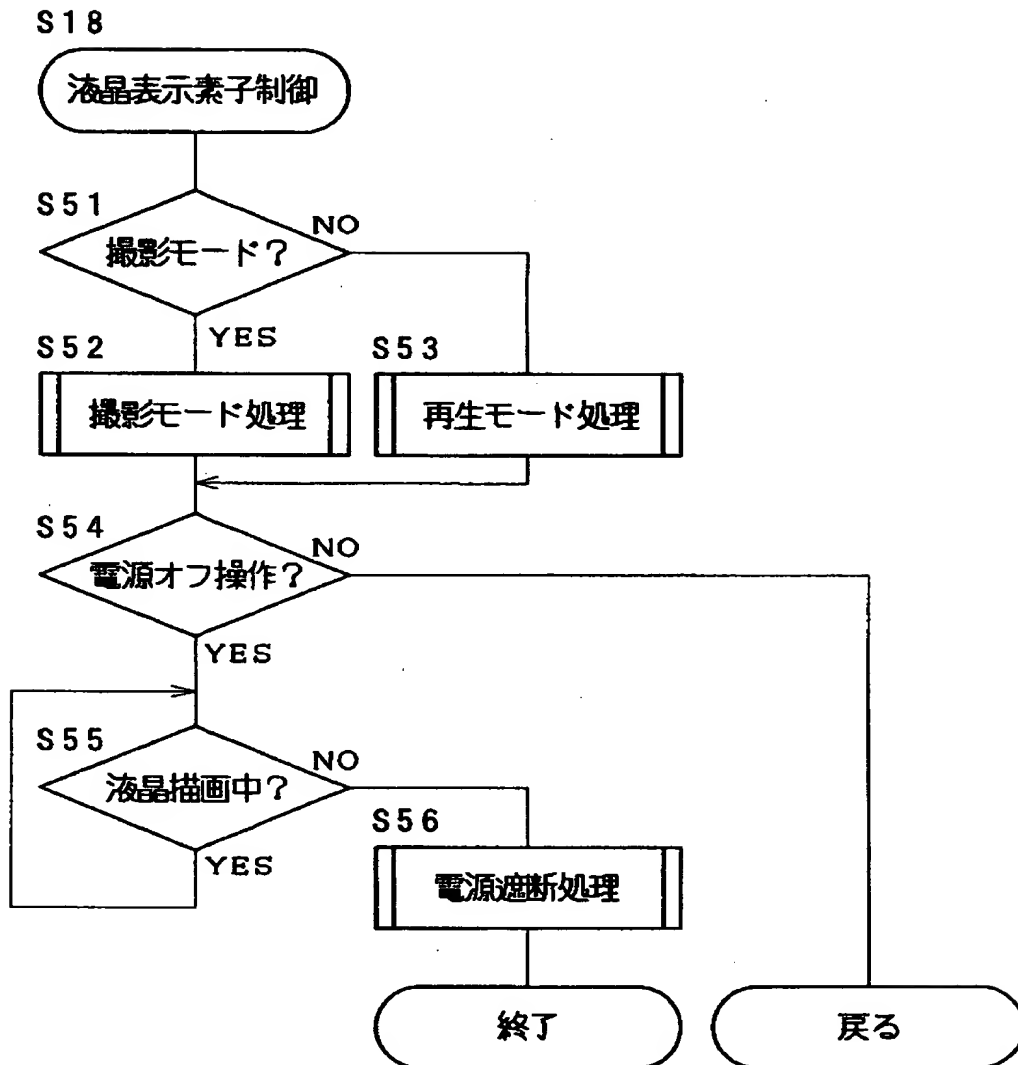 S18
液晶表示素子制御
S51
NO
撮影モード?
YES
S52
S53
撮影モード処理
再生モード処理
S54
NO
電源オフ操作?
YES
S55
NO
液晶描画中?
S56
YES
電源遮断処理
終了
戻る